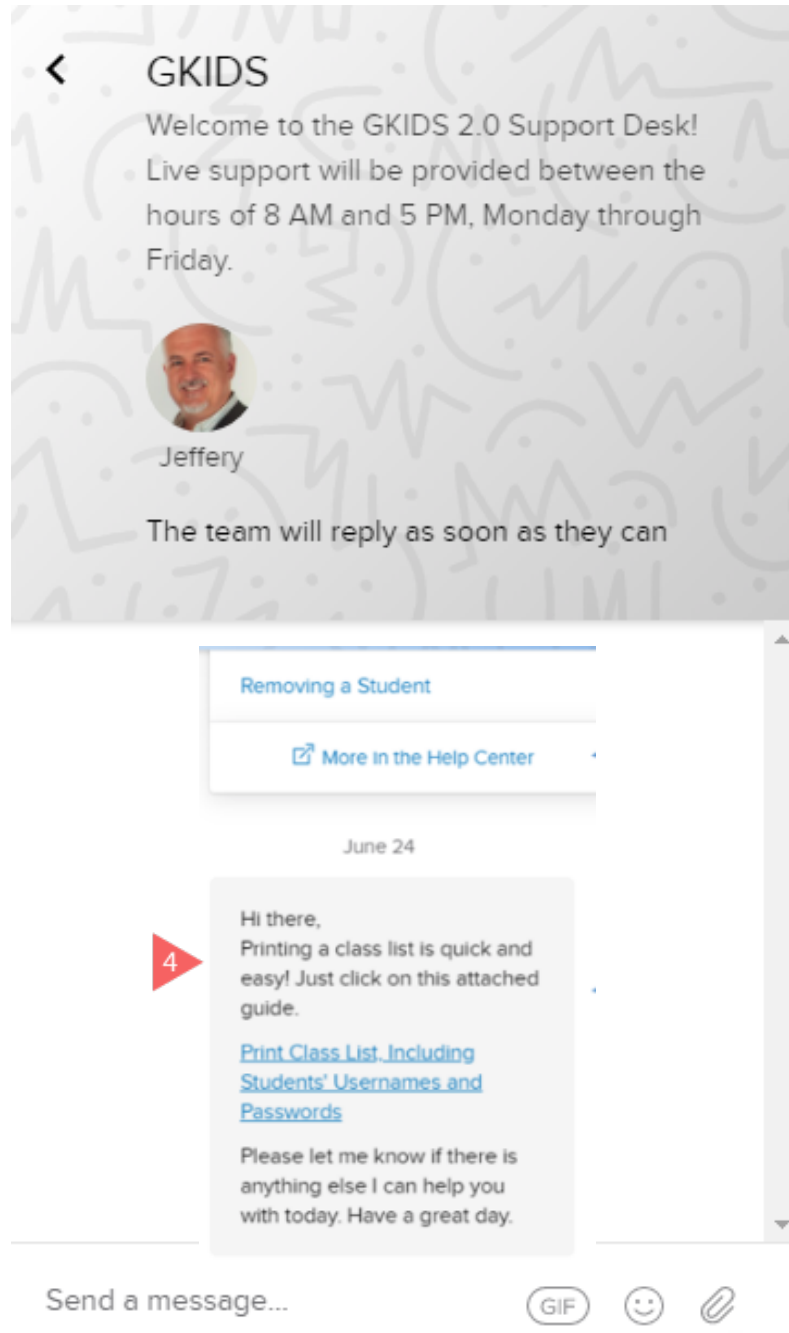 GKIDS
Welcome to the GKIDS 2.0 Support Desk!
Live support will be provided between the
hours of 8 AM and 5 PM, Monday through
Friday.
Jeffery
The team will reply as soon as they can
Removing a Student
More in the Help Center
June 24
Hi there,
4
Printing a class list is quick and
easy! Just click on this attached
guide.
Print Class List, Including
Students' Usernames and
Passwords
Please let me know if there is
anything else I can help you
with today. Have a great day.
Send a message...
GIF